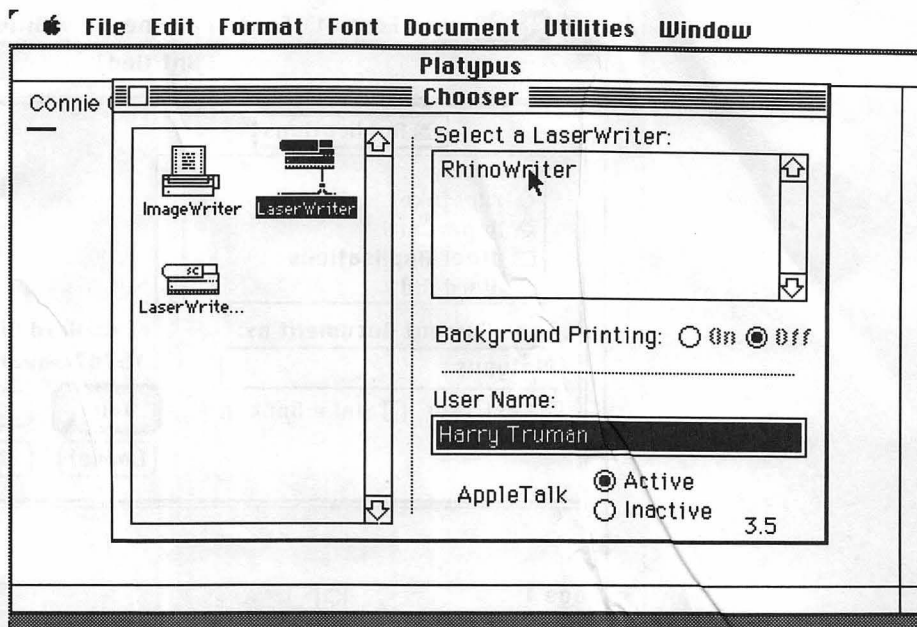 File Edit Format Font Document Utilities Window
Platypus
Connie
Chooser
ImageWriter
LaserWriter
SC
LaserWrite...
Select a LaserWriter:
RhinoWriter
Background Printing: On Off
User Name:
Harry Truman
AppleTalk
Active
Inactive
3.5